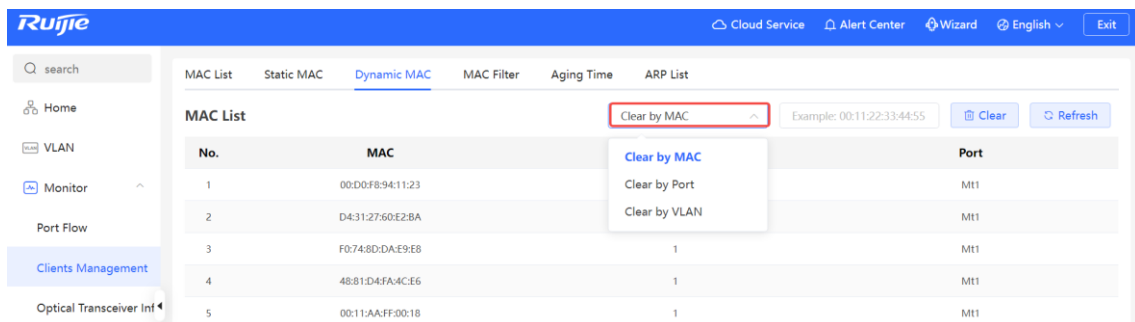 Ruijie
Cloud Service Alert Center Wizard English Exit
search
MAC List Static MAC Dynamic MAC MAC Filter Aging Time ARP List
Home
MAC List Clear by MAC Example: 00:11:22:33:44:55 Clear Refresh
VLAN VLAN
No. MAC Port
Clear by MAC
Clear by Port
Clear by VLAN
Monitor
1 00:D0:F8:94:11:23 Mt1
2 D4:31:27:60:E2:BA Mt1
Port Flow
3 F0:74:8D:DA:E9:E8 1 Mt1
Clients Management
4 48:81:D4:FA:4C:E6 1 Mt1
Optical Transceiver Inf
5 00:11:AA:FF:00:18 1 Mt1